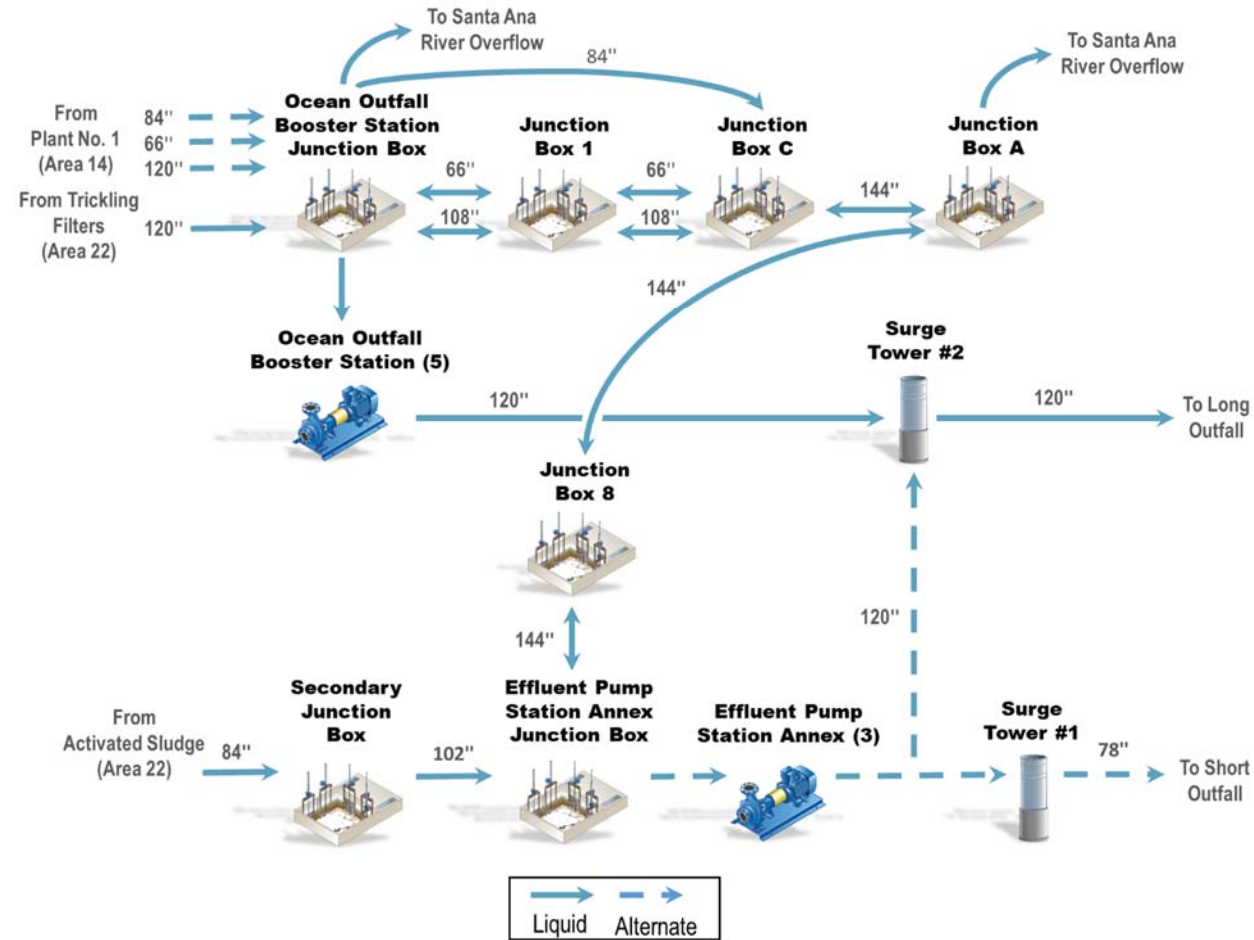 To Santa Ana
River Overflow
To Santa Ana
River Overflow
84"
From
Plant No. 1
(Area 14)
84"
66"
120"
Ocean Outfall
Booster Station
Junction Box
Junction
Box 1
Junction
Box C
Junction
Box A
From Trickling
Filters
(Area 22)
120"
66"
108"
66"
108"
144"
144"
Ocean Outfall
Booster Station (5)
Surge
Tower #2
120"
120"
To Long
Outfall
Junction
Box 8
144"
120"
From
Activated Sludge
(Area 22)
84"
Secondary
Junction
Box
102"
Effluent Pump
Station Annex
Junction Box
Effluent Pump
Station Annex (3)
Surge
Tower #1
78"
To Short
Outfall
Liquid
Alternate